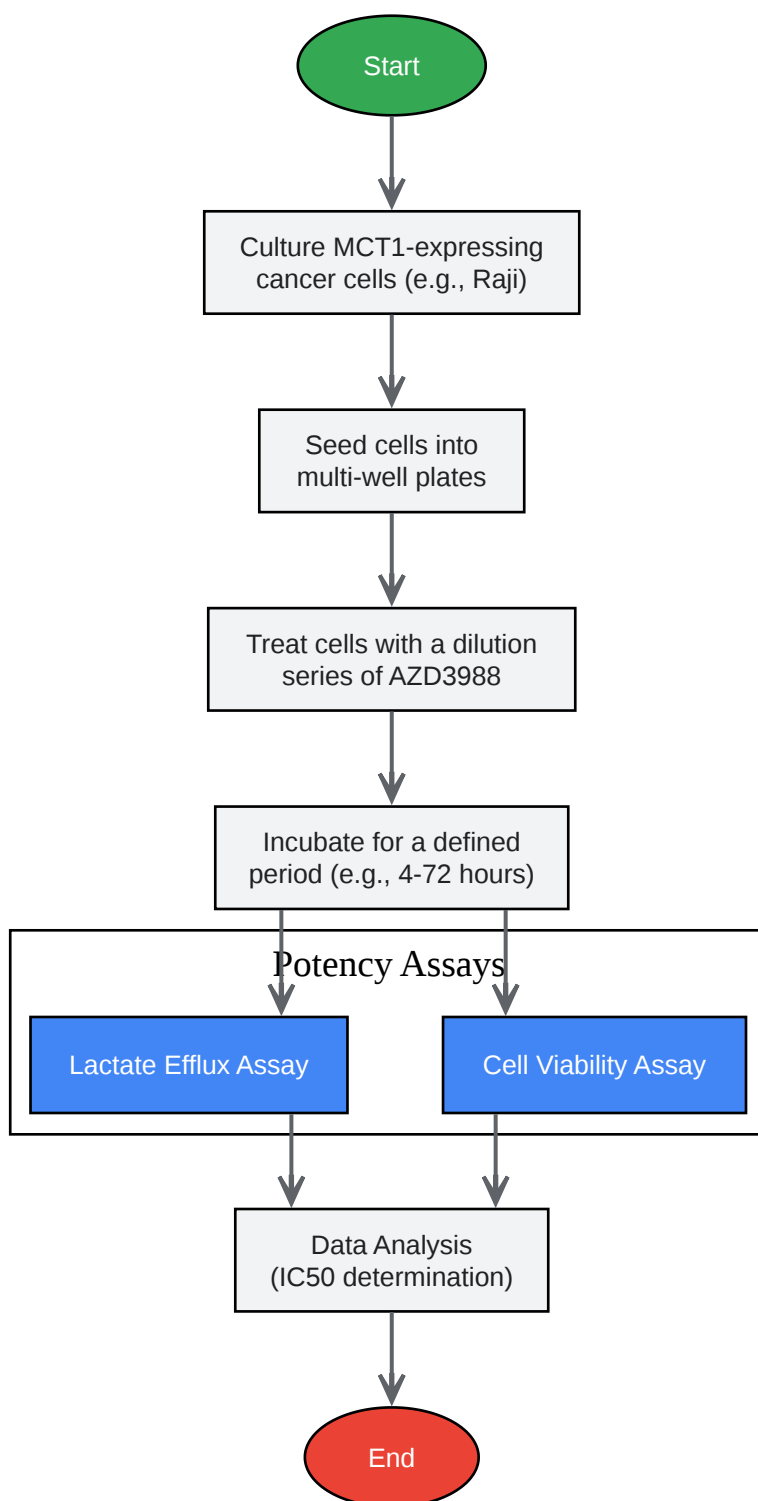 Start
Culture MCT1-expressing
cancer cells (e.g., Raji)
Seed cells into
multi-well plates
Treat cells with a dilution
series of AZD3988
Incubate for a defined
period (e.g., 4-72 hours)
Potency Assays
Lactate Efflux Assay
Cell Viability Assay
Data Analysis
(IC50 determination)
End